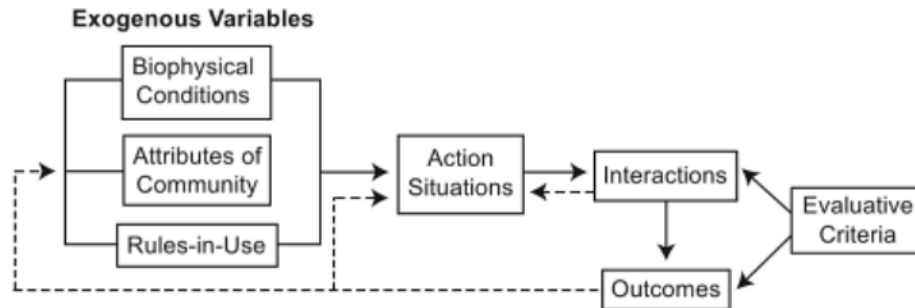 Exogenous Variables
Biophysical
Conditions
Attributes of
Community
Rules-in-Use
Action
Situations
Interactions
Outcomes
Evaluative
Criteria